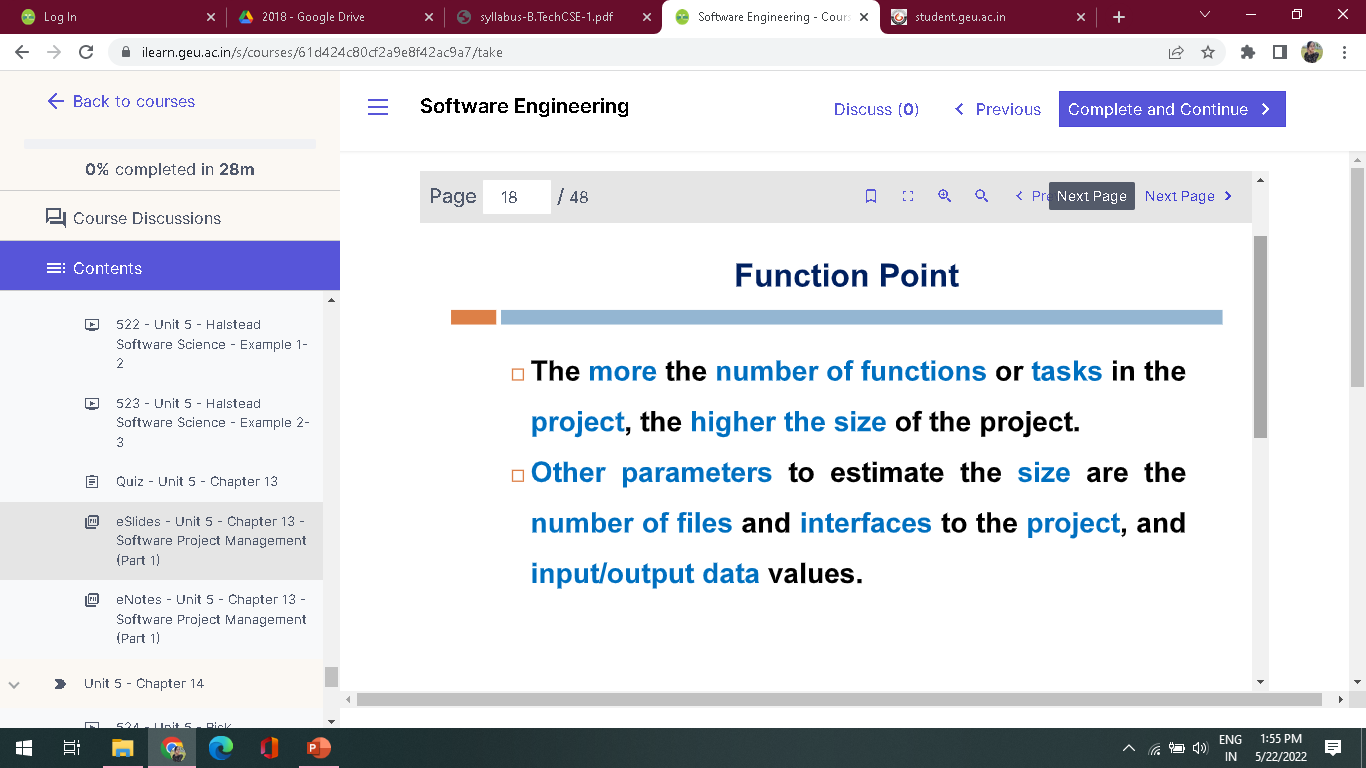 Log In
2018 - Google Drive
syllabus-B.TechCSE-1.pdf
Software Engineering - Cour
student.geu.ac.in
ilearn.geu.ac.in/s/courses/61d424c80cf2a9e8f42ac9a7/take
Back to courses
0% completed in 28m
Course Discussions
Contents
522 - Unit 5 - Halstead
Software Science - Example 1-
2
523 - Unit 5 - Halstead
Software Science - Example 2-
3
Quiz - Unit 5 - Chapter 13
eSlides - Unit 5 - Chapter 13 -
Software Project Management
(Part 1)
eNotes - Unit 5 - Chapter 13 -
Software Project Management
(Part 1)
Unit 5 - Chapter 14
524 - Unit 5 - Risk
Software Engineering
Discuss (0)
Previous
Complete and Continue
Page 18 / 48
Pre
Next Page
Next Page
Function Point
The more the number of functions or tasks in the
project, the higher the size of the project.
Other parameters to estimate the size are the
number of files and interfaces to the project, and
input/output data values.
ENG
IN
1:55 PM
5/22/2022